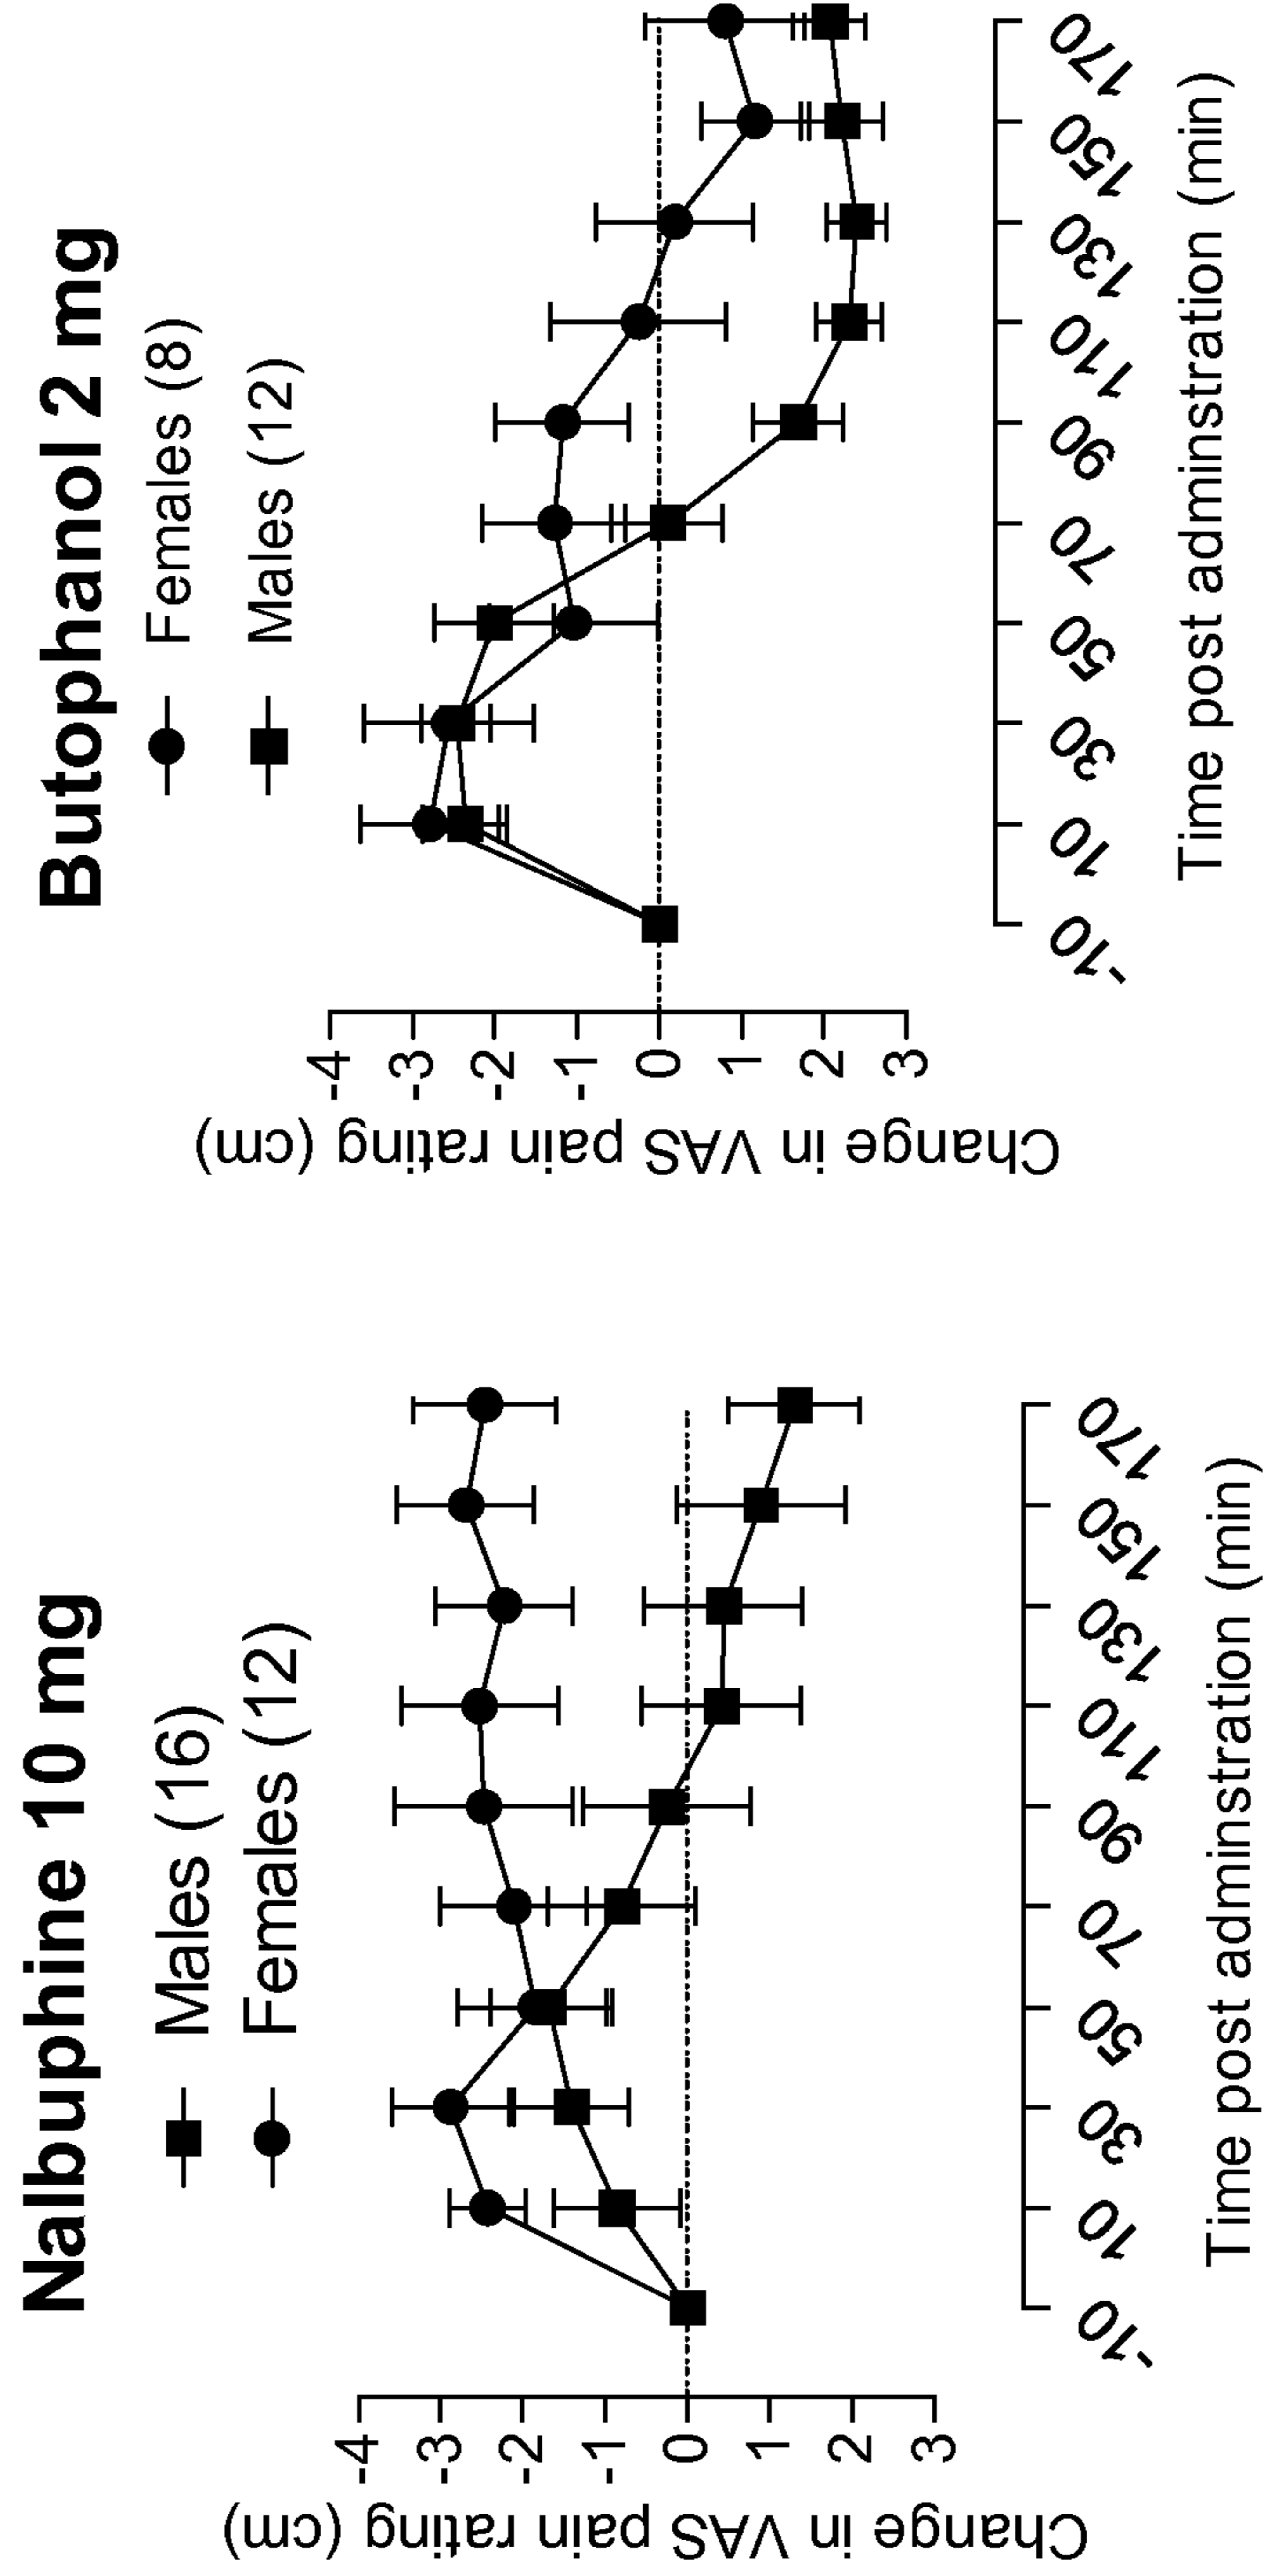 Nalbuphine 10 mg
Males (16)
Females (12)
Change in VAS pain rating (cm)
-4
-3
-2
-1
0
1
2
3
-10 10 30 50 70 90 110 130 150 170
Time post adminstration (min)
Butophanol 2 mg
Females (8)
Males (12)
Change in VAS pain rating (cm)
-4
-3
-2
-1
0
1
2
3
-10 10 30 50 70 90 110 130 150 170
Time post adminstration (min)